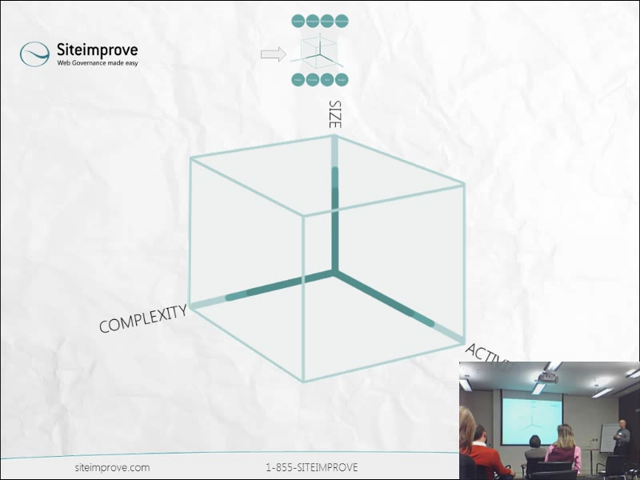 Siteimprove
Web Governance made easy
SIZE
COMPLEXITY
siteimprove.com
1-855-SITEIMPROVE